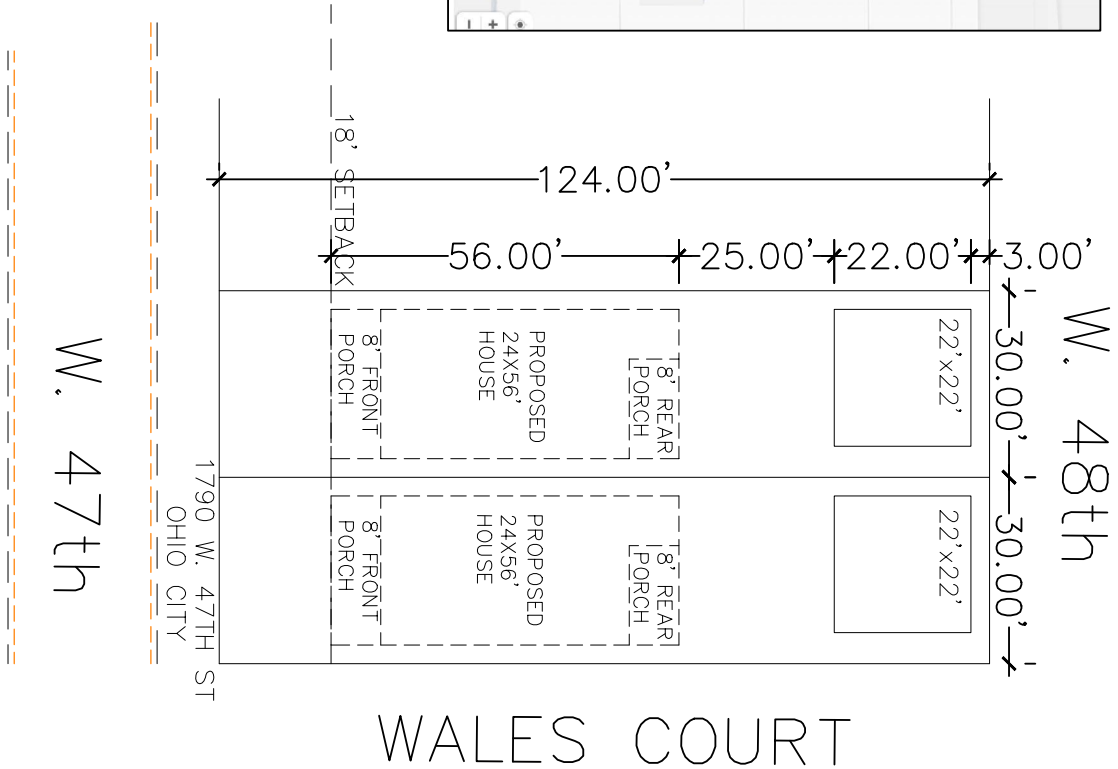 18' SETBACK
124.00'
56.00'
25.00'
22.00'
3.00'
W. 47th
W. 48th
30.00'
30.00'
8' FRONT
PORCH
PROPOSED
24X56'
HOUSE
8' REAR
PORCH
22'x22'
8' FRONT
PORCH
PROPOSED
24X56'
HOUSE
8' REAR
PORCH
22'x22'
1790 W. 47TH ST
OHIO CITY
WALES COURT